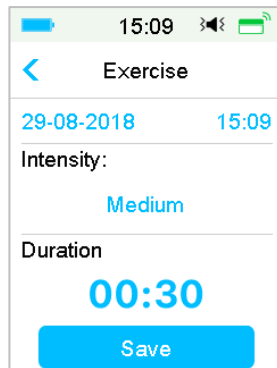 15:09
Exercise
29-08-2018 15:09
Intensity:
Medium
Duration
00:30
Save